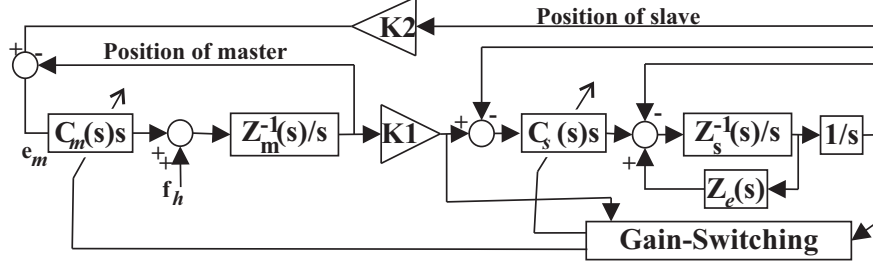 Position of slave
K2
+
-
Position of master
-
C_m(s)s
+
+
Z_m^{-1}(s)/s
K1
+
-
C_s(s)s
-
+
Z_s^{-1}(s)/s
1/s
e_m
f_h
Z_e(s)
Gain-Switching